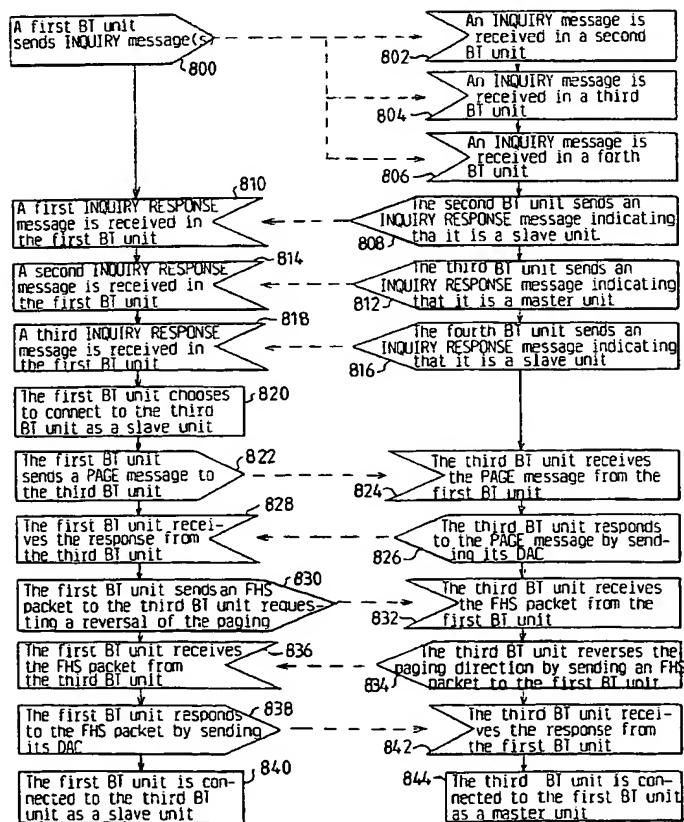 A first BT unit
sends INQUIRY message(s)
800
An INQUIRY message is
received in a second
BT unit
802
An INQUIRY message is
received in a third
BT unit
804
An INQUIRY message is
received in a forth
BT unit
806
810
A first INQUIRY RESPONSE
message is received in
the first BT unit
The second BT unit sends an
INQUIRY RESPONSE message indicating
tha it is a slave unit
808
814
A second INQUIRY RESPONSE
message is received in
the first BT unit
The third BT unit sends an
INQUIRY RESPONSE message indicating
that it is a master unit
812
818
A third INQUIRY RESPONSE
message is received in
the first BT unit
The fourth BT unit sends an
INQUIRY RESPONSE message indicating
that it is a slave unit
816
The first BT unit chooses
to connect to the third
BT unit as a slave unit
820
The first BT unit
sends a PAGE message to
the third BT unit
822
The third BT unit receives
the PAGE message from the
first BT unit
824
828
The first BT unit recei-
ves the response from
the third BT unit
The third BT unit responds
to the PAGE message by send-
ing its DAC
826
830
The first BT unit sends an FHS
packet to the third BT unit reques-
ting a reversal of the paging
The third BT unit receives
the FHS packet from the
first BT unit
832
The first BT unit receives
the FHS packet from
the third BT unit
836
The third BT unit reverses the
paging direction by sending an FHS
packet to the first BT unit
834
838
The first BT unit responds
to the FHS packet by sending
its DAC
The third BT unit recei-
ves the response from
the first BT unit
842
840
The first BT unit is con-
nected to the third BT
unit as a slave unit
844
The third BT unit is con-
nected to the first BT unit
as a master unit